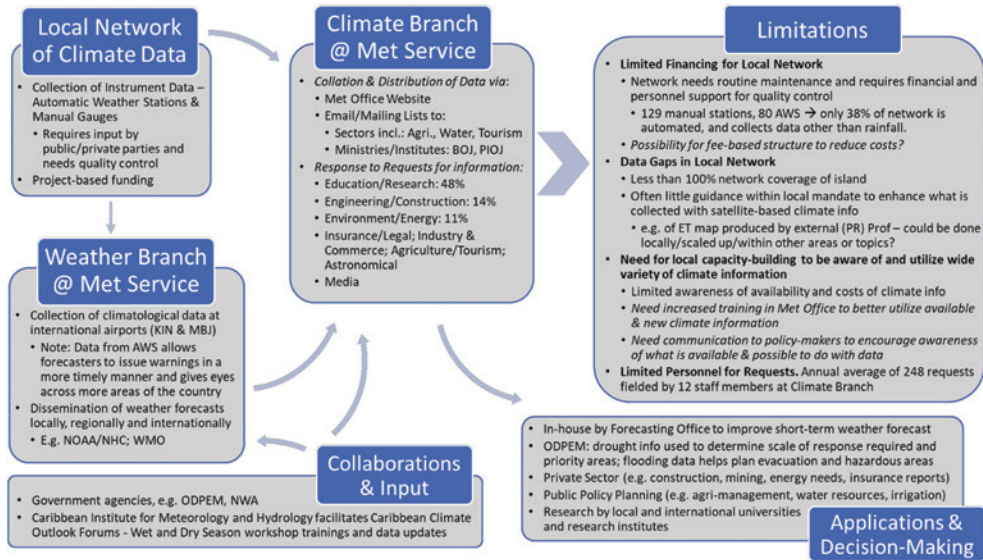 Local Network
of Climate Data
• Collection of Instrument Data –
Automatic Weather Stations &
Manual Gauges
• Requires input by
public/private parties and
needs quality control
• Project-based funding
Weather Branch
@ Met Service
• Collection of climatological data at
international airports (KIN & MBJ)
• Note: Data from AWS allows
forecasters to issue warnings in a
more timely manner and gives eyes
across more areas of the country
• Dissemination of weather forecasts
locally, regionally and internationally
• E.g. NOAA/NHC; WMO
Climate Branch
@ Met Service
• Collation & Distribution of Data via:
• Met Office Website
• Email/Mailing Lists to:
• Sectors incl.: Agri., Water, Tourism
• Ministries/Institutes: BOJ, PIOJ
• Response to Requests for information:
• Education/Research: 48%
• Engineering/Construction: 14%
• Environment/Energy: 11%
• Insurance/Legal; Industry &
Commerce; Agriculture/Tourism;
Astronomical
• Media
Limitations
• Limited Financing for Local Network
• Network needs routine maintenance and requires financial and
personnel support for quality control
• 129 manual stations, 80 AWS → only 38% of network is
automated, and collects data other than rainfall.
• Possibility for fee-based structure to reduce costs?
• Data Gaps in Local Network
• Less than 100% network coverage of island
• Often little guidance within local mandate to enhance what is
collected with satellite-based climate info
• e.g. of ET map produced by external (PR) Prof – could be done
locally/scaled up/within other areas or topics?
• Need for local capacity-building to be aware of and utilize wide
variety of climate information
• Limited awareness of availability and costs of climate info
• Need increased training in Met Office to better utilize available
& new climate information
• Need communication to policy-makers to encourage awareness
of what is available & possible to do with data
• Limited Personnel for Requests. Annual average of 248 requests
fielded by 12 staff members at Climate Branch
Collaborations
& Input
• Government agencies, e.g. ODPEM, NWA
• Caribbean Institute for Meteorology and Hydrology facilitates Caribbean Climate
Outlook Forums - Wet and Dry Season workshop trainings and data updates
• In-house by Forecasting Office to improve short-term weather forecast
• ODPEM: drought info used to determine scale of response required and
priority areas; flooding data helps plan evacuation and hazardous areas
• Private Sector (e.g. construction, mining, energy needs, insurance reports)
• Public Policy Planning (e.g. agri-management, water resources, irrigation)
• Research by local and international universities
and research institutes
Applications &
Decision-Making